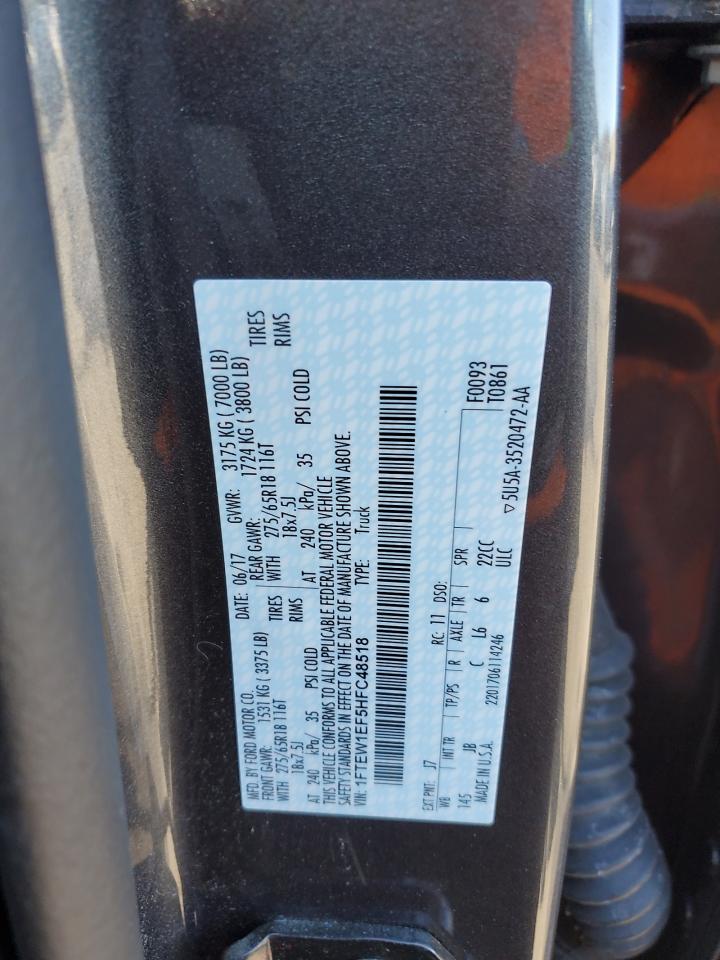 MFD. BY FORD MOTOR CO.
DATE: 06/17 GVWR: 3175 KG ( 7000 LB)
FRONT GAWR: 1531 KG ( 3375 LB) REAR GAWR: 1724 KG ( 3800 LB)
WITH 275/65R18 116T TIRES WITH 275/65R18 116T TIRES
18x7.5J RIMS 18x7.5J RIMS
AT 240 kPa/ 35 PSI COLD AT 240 kPa/ 35 PSI COLD
THIS VEHICLE CONFORMS TO ALL APPLICABLE FEDERAL MOTOR VEHICLE
SAFETY STANDARDS IN EFFECT ON THE DATE OF MANUFACTURE SHOWN ABOVE.
VIN: 1FTEW1EF5HFC48518 TYPE: Truck
EXT PNT: J7 RC: 11 DSO: F0093
WB INT TR TP/PS R AXLE TR SPR T0861
145 JB C L6 6 22CC
MADE IN U.S.A. 2201706114246 ULC ▽5U5A-3520472-AA